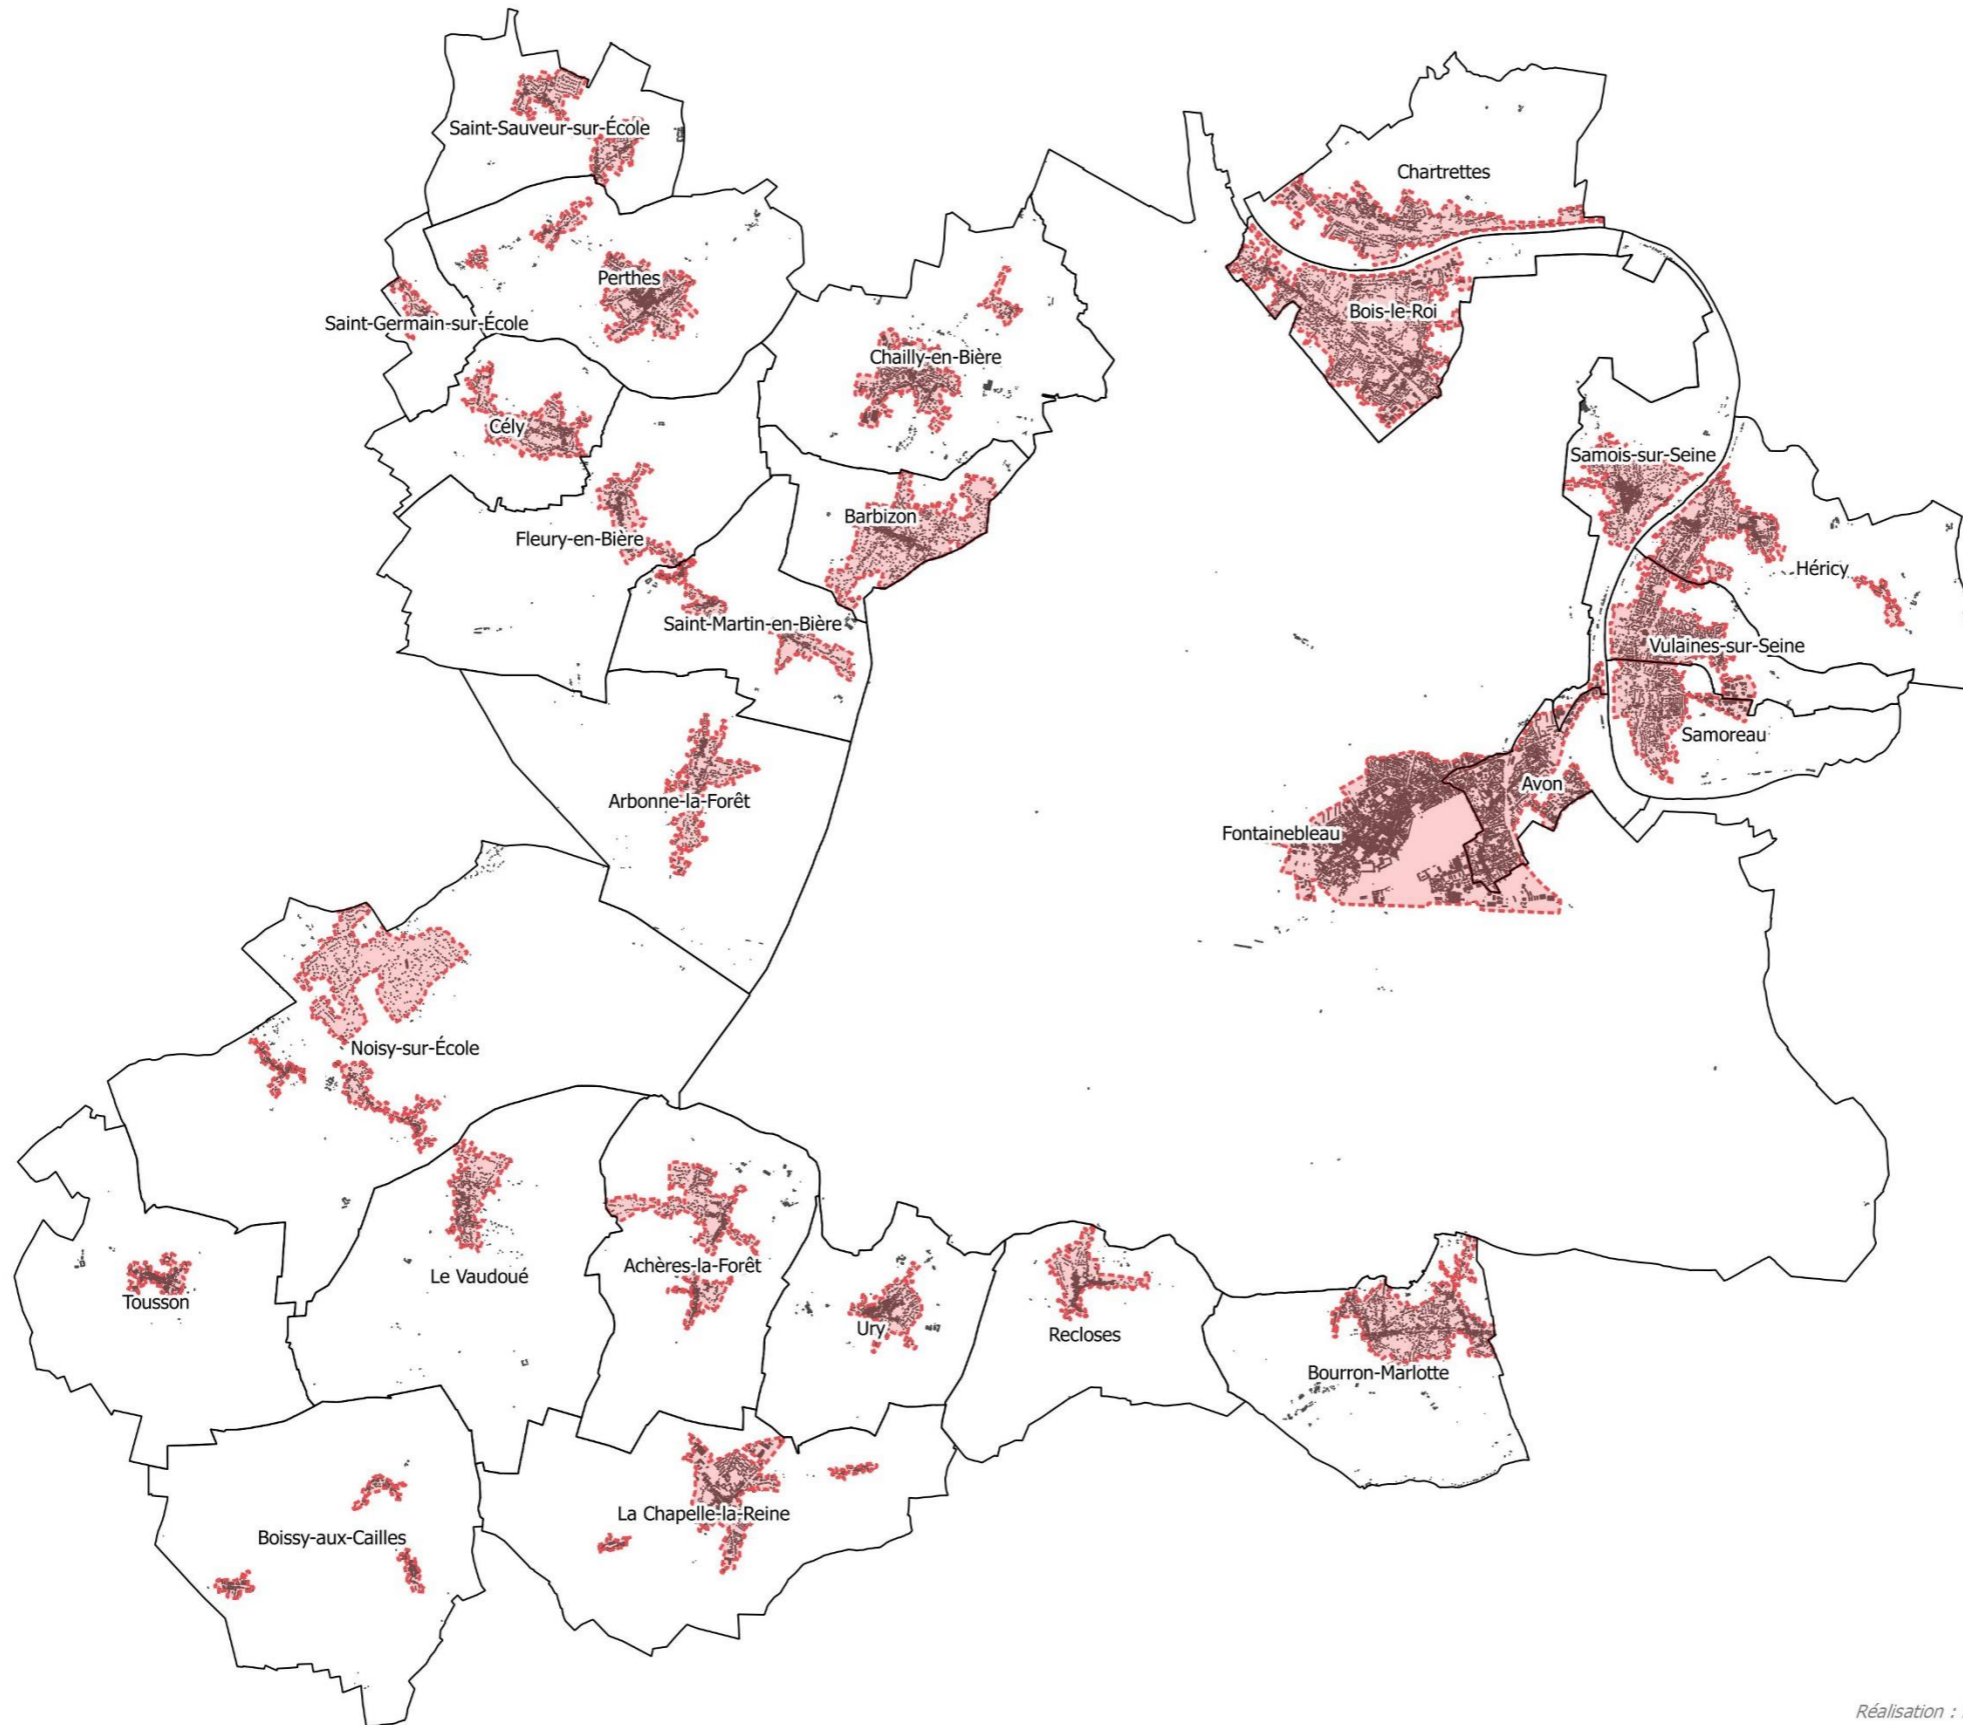 Saint-Sauveur-sur-École
Chartrettes
Perthes
Bois-le-Roi
Saint-Germain-sur-École
Chailly-en-Bière
Cély
Samois-sur-Seine
Barbizon
Fleury-en-Bière
Héricy
Saint-Martin-en-Bière
Vulaines-sur-Seine
Samoreau
Avon
Arbonne-la-Forêt
Fontainebleau
Noisy-sur-École
Achères-la-Forêt
Le Vaudoué
Tousson
Ury
Recloses
Bourron-Marlotte
La Chapelle-la-Reine
Boissy-aux-Cailles
Réalisation :